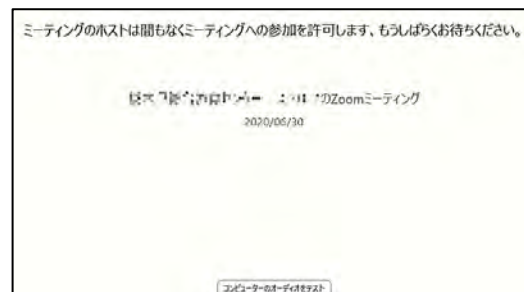 ミーティングのホストは間もなくミーティングへの参加を許可します、もうしばらくお待ちください。
のZoomミーティング
2020/06/30
コンピューターのオーディオをテスト